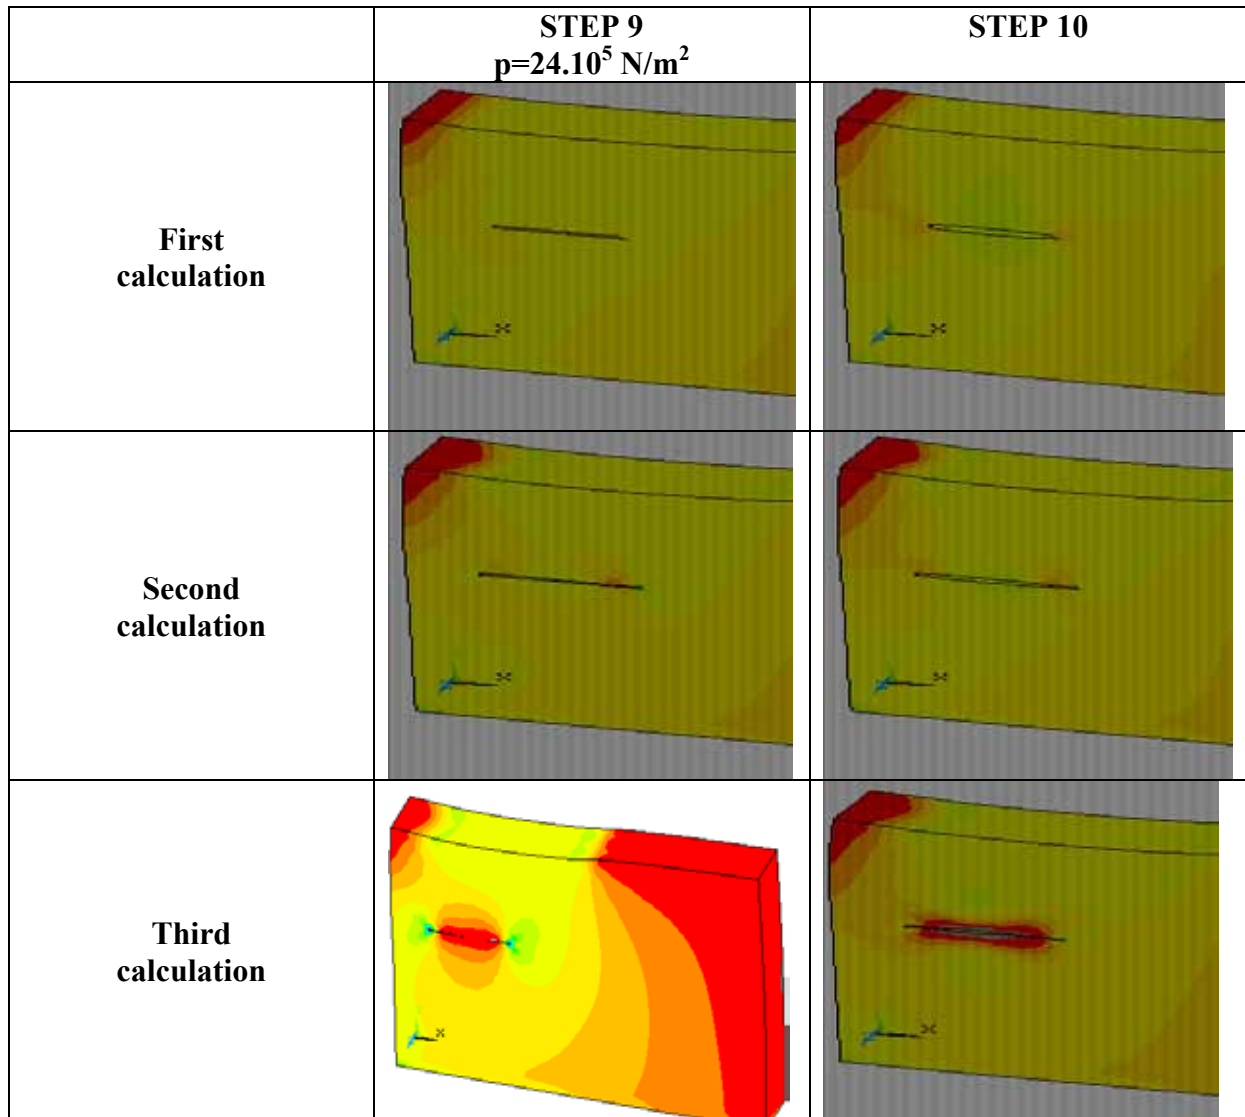 STEP 9
p=24.10⁵ N/m²
STEP 10
First
calculation
Second
calculation
Third
calculation